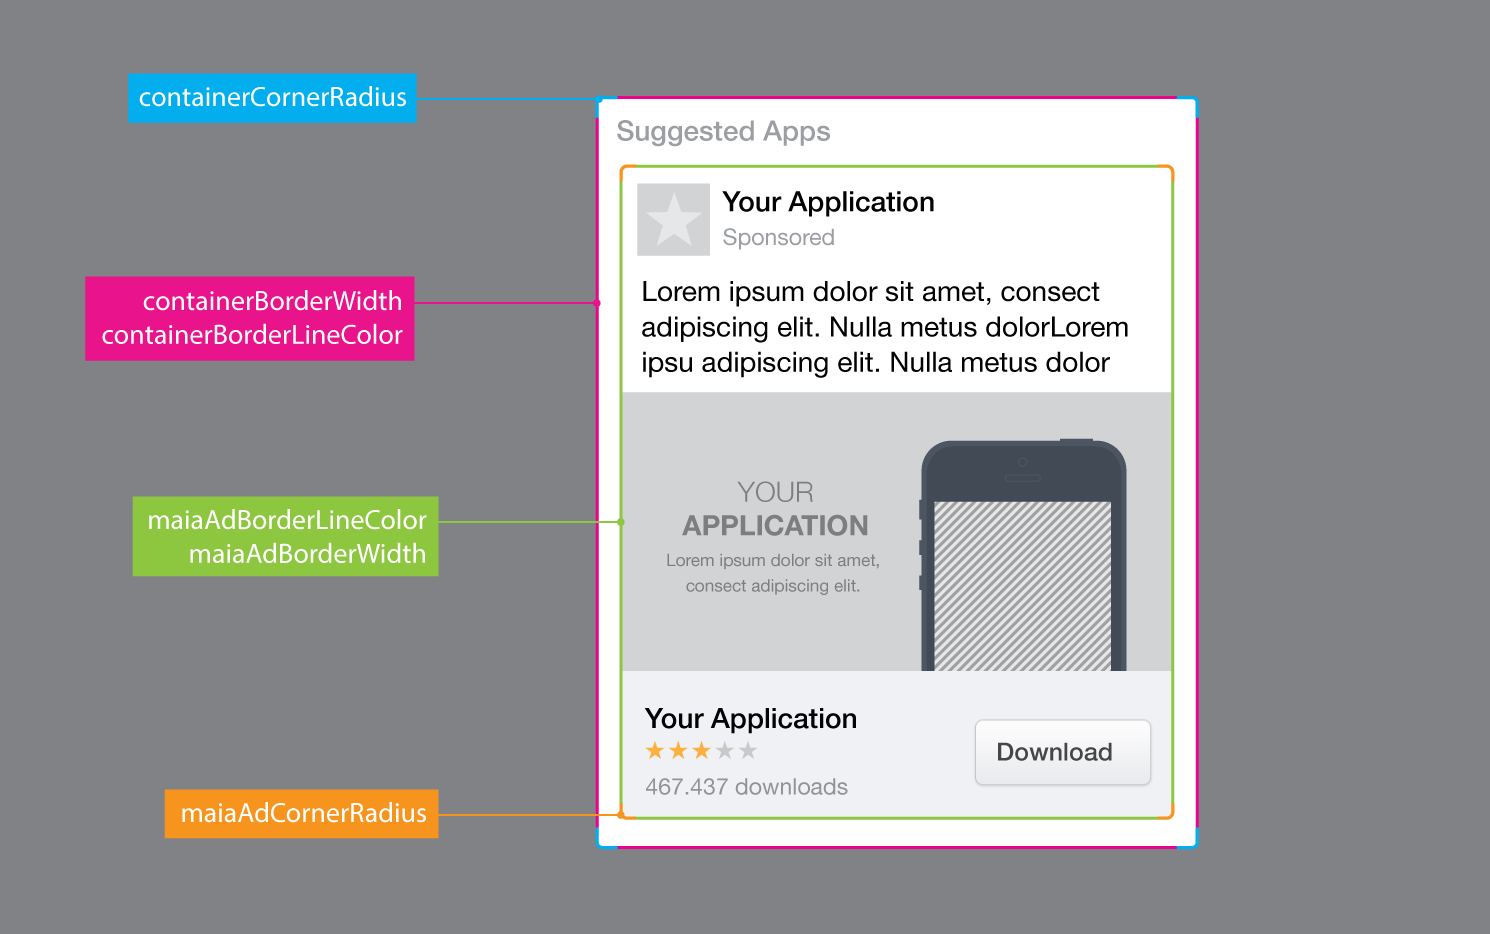 containerCornerRadius
Suggested Apps
Your Application
Sponsored
containerBorderWidth
containerBorderLineColor
Lorem ipsum dolor sit amet, consect
adipiscing elit. Nulla metus dolorLorem
ipsu adipiscing elit. Nulla metus dolor
maiaAdBorderLineColor
maiaAdBorderWidth
YOUR
APPLICATION
Lorem ipsum dolor sit amet,
consect adipiscing elit.
Your Application
467.437 downloads
Download
maiaAdCornerRadius